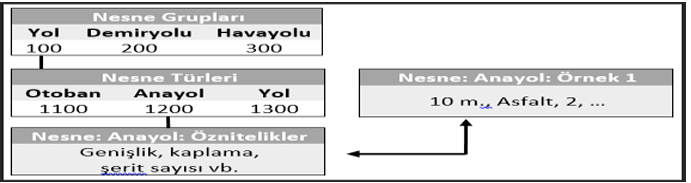 Nesne Grupları
Yol Demiryolu Havayolu
100 200 300
Nesne Türleri
Otoban Anayol Yol
1100 1200 1300
Nesne: Anayol: Öznitelikler
Genişlik, kaplama,
şerit sayısı vb.
Nesne: Anayol: Örnek 1
10 m., Asfalt, 2, ...